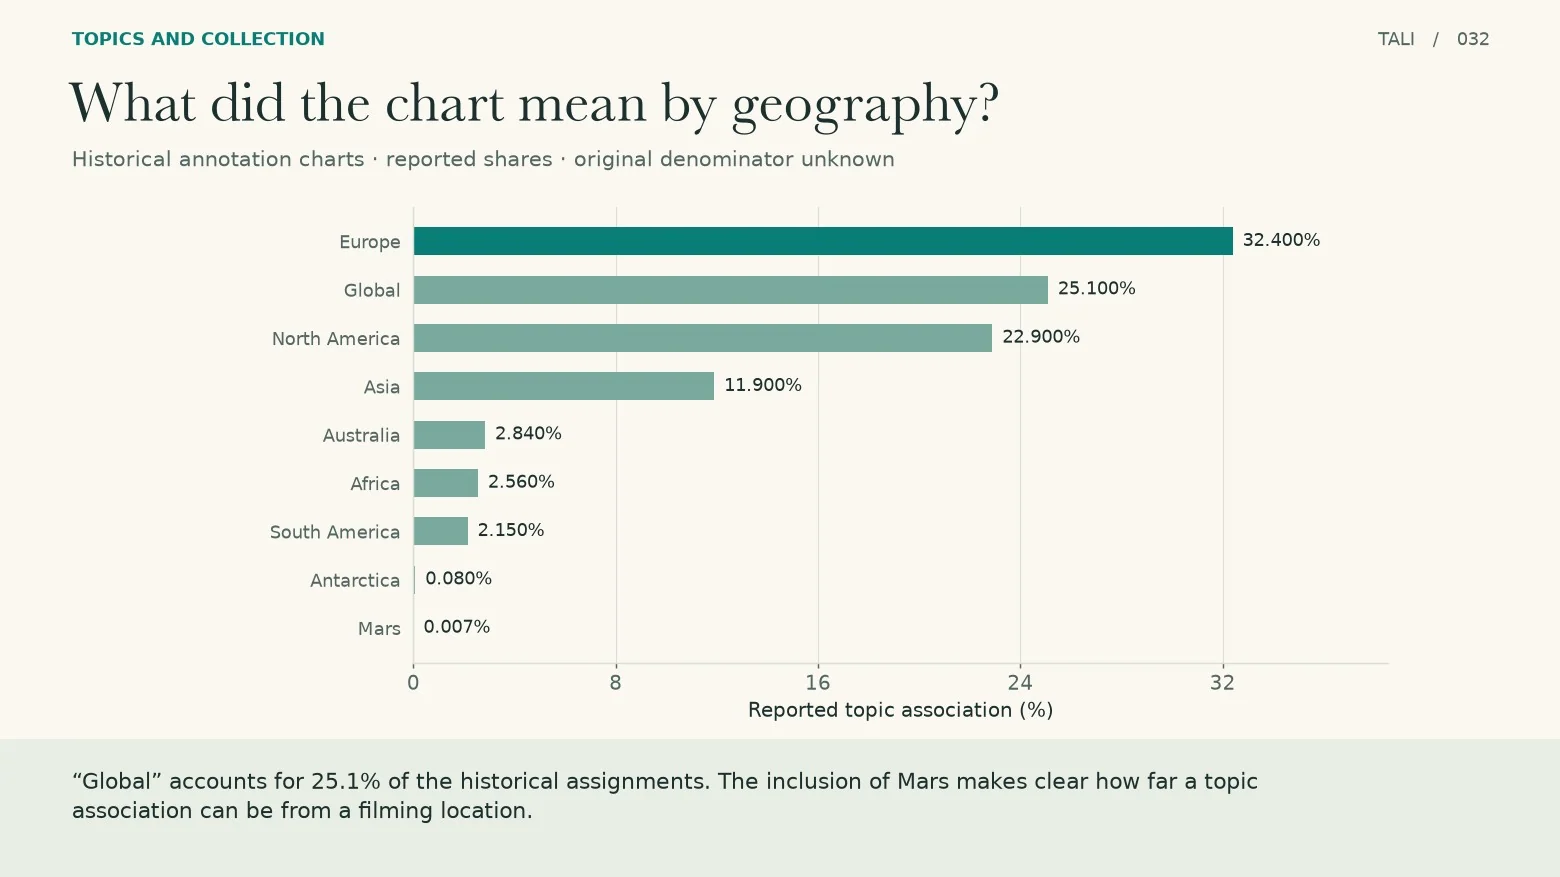 TOPICS AND COLLECTION
TALI / 032
What did the chart mean by geography?
Historical annotation charts · reported shares · original denominator unknown
Europe 32.400%
Global 25.100%
North America 22.900%
Asia 11.900%
Australia 2.840%
Africa 2.560%
South America 2.150%
Antarctica 0.080%
Mars 0.007%
0 8 16 24 32
Reported topic association (%)
“Global” accounts for 25.1% of the historical assignments. The inclusion of Mars makes clear how far a topic
association can be from a filming location.